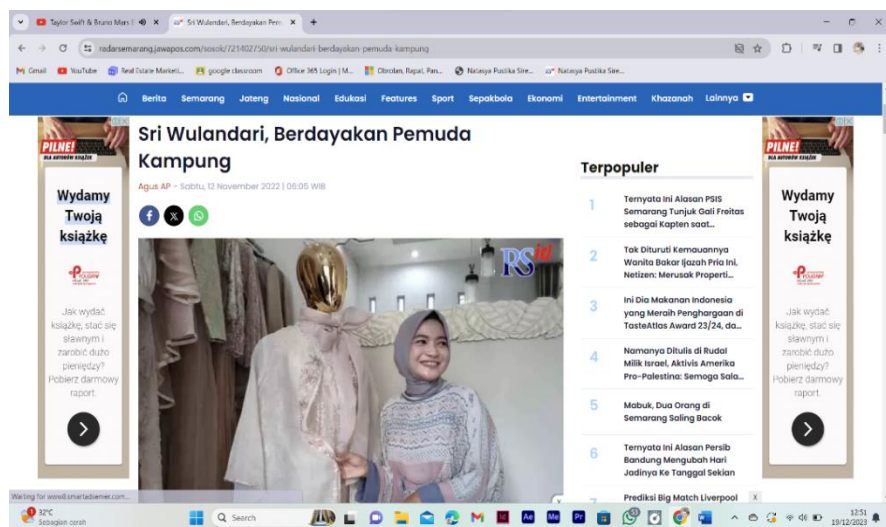 Taylor Swift & Bruno Mars
Sri Wulandari, Berdayakan Pem
radarsemarang.jawapos.com/sosok/721402750/sri-wulandari-berdayakan-pemuda-kampung
Gmail
YouTube
Real Estate Marketi...
google classroom
Office 365 Login | M...
Obrolan, Rapat, Pan...
Natasya Pustika Sire...
Natasya Pustika Sire...
Berita Semarang Jateng Nasional Edukasi Features Sport Sepakbola Ekonomi Entertainment Khazanah Lainnya
PILNE!
DLA AUTORÓW KSIĄŻEK
Wydamy
Twoją
książkę
Jak wydać
książkę, stać się
sławnym i
zarobić dużo
pieniędzy?
Pobierz darmowy
raport.
Sri Wulandari, Berdayakan Pemuda
Kampung
Agus AP - Sabtu, 12 November 2022 | 06:05 WIB
RSid
Terpopuler
1
Ternyata Ini Alasan PSIS
Semarang Tunjuk Gali Freitas
sebagai Kapten saat...
2
Tak Dituruti Kemauannya
Wanita Bakar Ijazah Pria Ini,
Netizen: Merusak Properti...
3
Ini Dia Makanan Indonesia
yang Meraih Penghargaan di
TasteAtlas Award 23/24, da...
4
Namanya Ditulis di Rudal
Milik Israel, Aktivis Amerika
Pro-Palestina: Semoga Sala...
5
Mabuk, Dua Orang di
Semarang Saling Bacok
6
Ternyata Ini Alasan Persib
Bandung Mengubah Hari
Jadinya Ke Tanggal Sekian
Prediksi Big Match Liverpool
PILNE!
DLA AUTORÓW KSIĄŻEK
Wydamy
Twoją
książkę
Jak wydać
książkę, stać się
sławnym i
zarobić dużo
pieniędzy?
Pobierz darmowy
raport.
32°C
Sebagian cerah
Search
12:51
19/12/2023